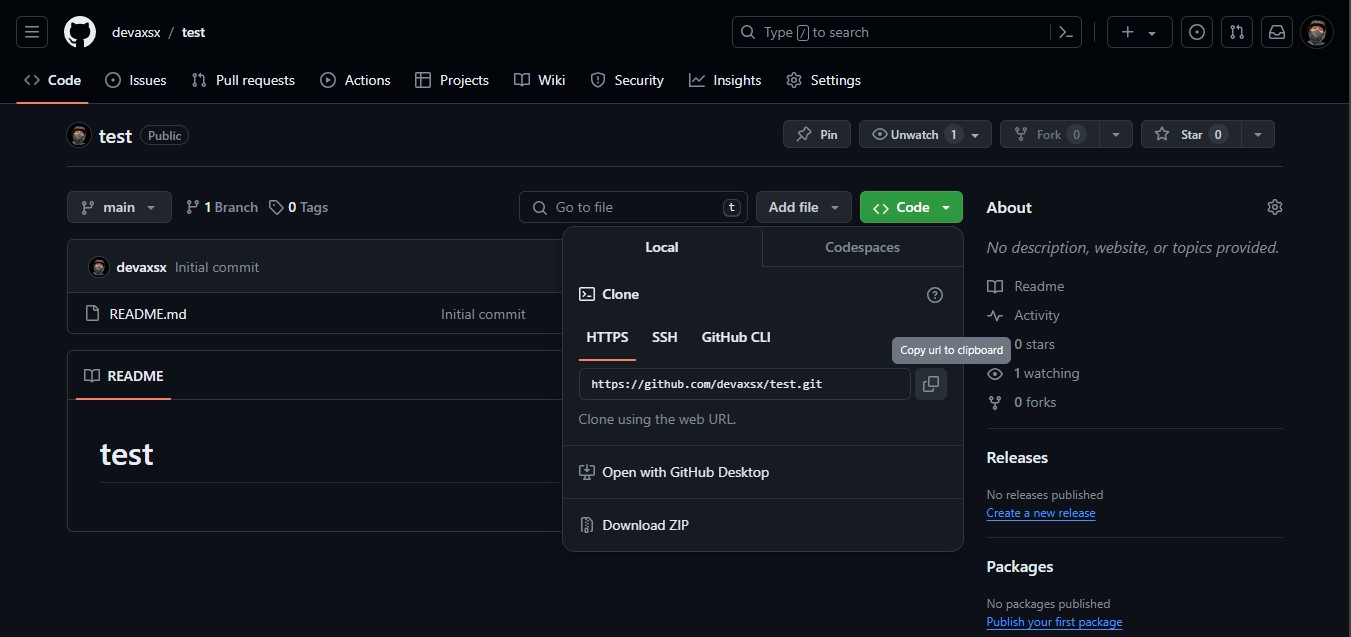 devaxsx / test
Type / to search
Code Issues Pull requests Actions Projects Wiki Security Insights Settings
test Public
Pin Unwatch 1 Fork 0 Star 0
main 1 Branch 0 Tags
Go to file t Add file Code
devaxsx Initial commit
README.md Initial commit
README
test
Local Codespaces
Clone
HTTPS SSH GitHub CLI
Copy url to clipboard
https://github.com/devaxsx/test.git
Clone using the web URL.
Open with GitHub Desktop
Download ZIP
About
No description, website, or topics provided.
Readme
Activity
0 stars
1 watching
0 forks
Releases
No releases published
Create a new release
Packages
No packages published
Publish your first package